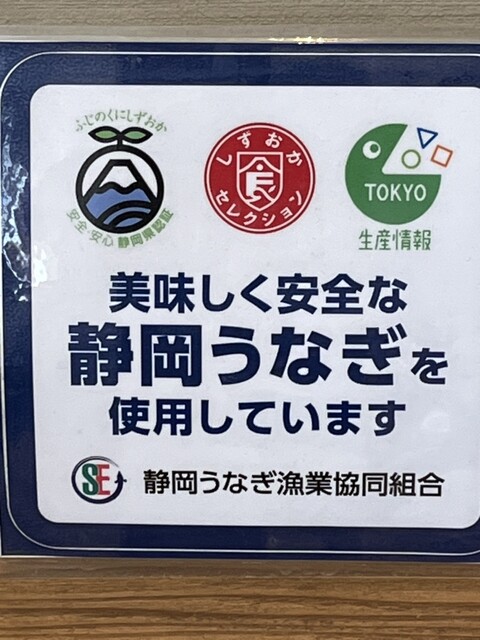 ふじのくにしずおか
安全・安心 静岡県認証
しずおか
食
セレクション
TOKYO
生産情報
美味しく安全な
静岡うなぎを
使用しています
SE 静岡うなぎ漁業協同組合